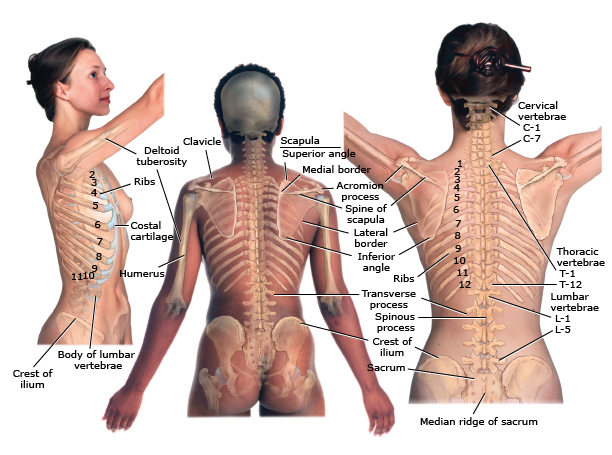 Deltoid
tuberosity
2
3
4
5
6
7
8
9
11 10
Ribs
Costal
cartilage
Humerus
Crest of
ilium
Body of lumbar
vertebrae
Clavicle
Scapula
Superior angle
Medial border
Acromion
process
Spine of
scapula
Lateral
border
Inferior
angle
Ribs
Transverse
process
Spinous
process
Crest of
ilium
Sacrum
1
2
3
4
5
6
7
8
9
10
11
12
Cervical
vertebrae
C-1
C-7
Thoracic
vertebrae
T-1
T-12
Lumbar
vertebrae
L-1
L-5
Median ridge of sacrum